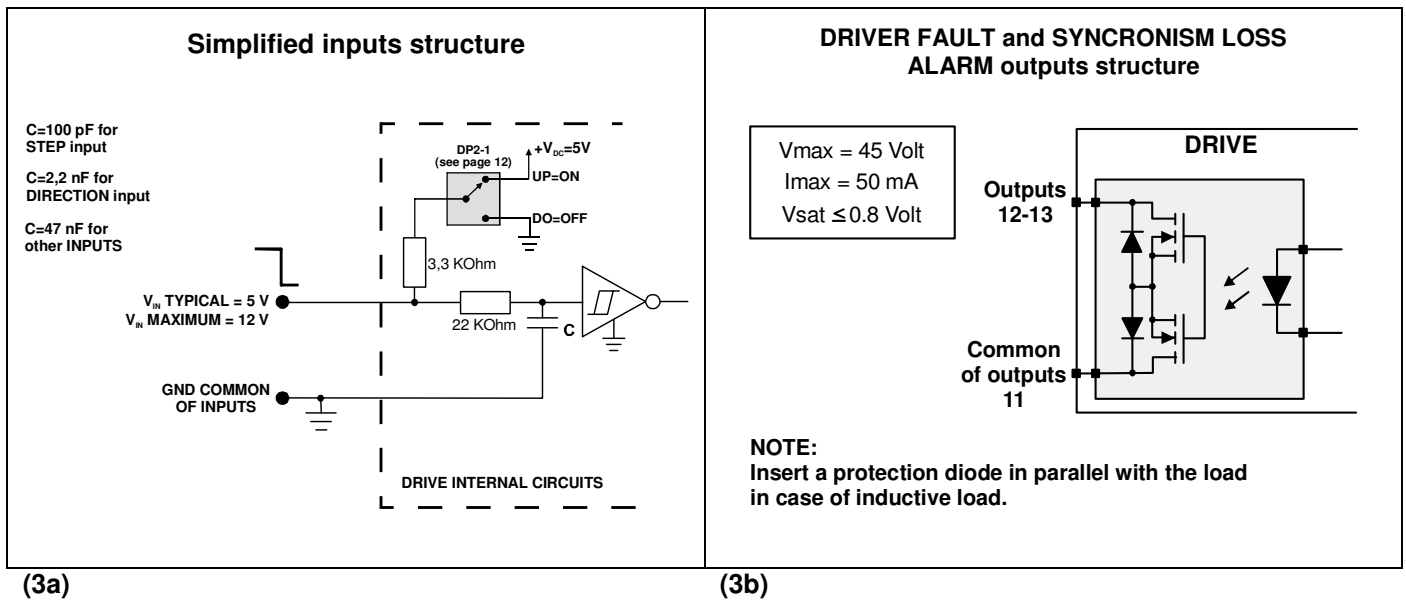 Simplified inputs structure
C=100 pF for
STEP input
C=2,2 nF for
DIRECTION input
C=47 nF for
other INPUTS
DP2-1
(see page 12)
+VDC=5V
UP=ON
DO=OFF
3,3 KOhm
VIN TYPICAL = 5 V
VIN MAXIMUM = 12 V
22 KOhm
C
GND COMMON
OF INPUTS
DRIVE INTERNAL CIRCUITS
(3a)
DRIVER FAULT and SYNCRONISM LOSS
ALARM outputs structure
Vmax = 45 Volt
Imax = 50 mA
Vsat ≤ 0.8 Volt
DRIVE
Outputs
12-13
Common
of outputs
11
NOTE:
Insert a protection diode in parallel with the load
in case of inductive load.
(3b)